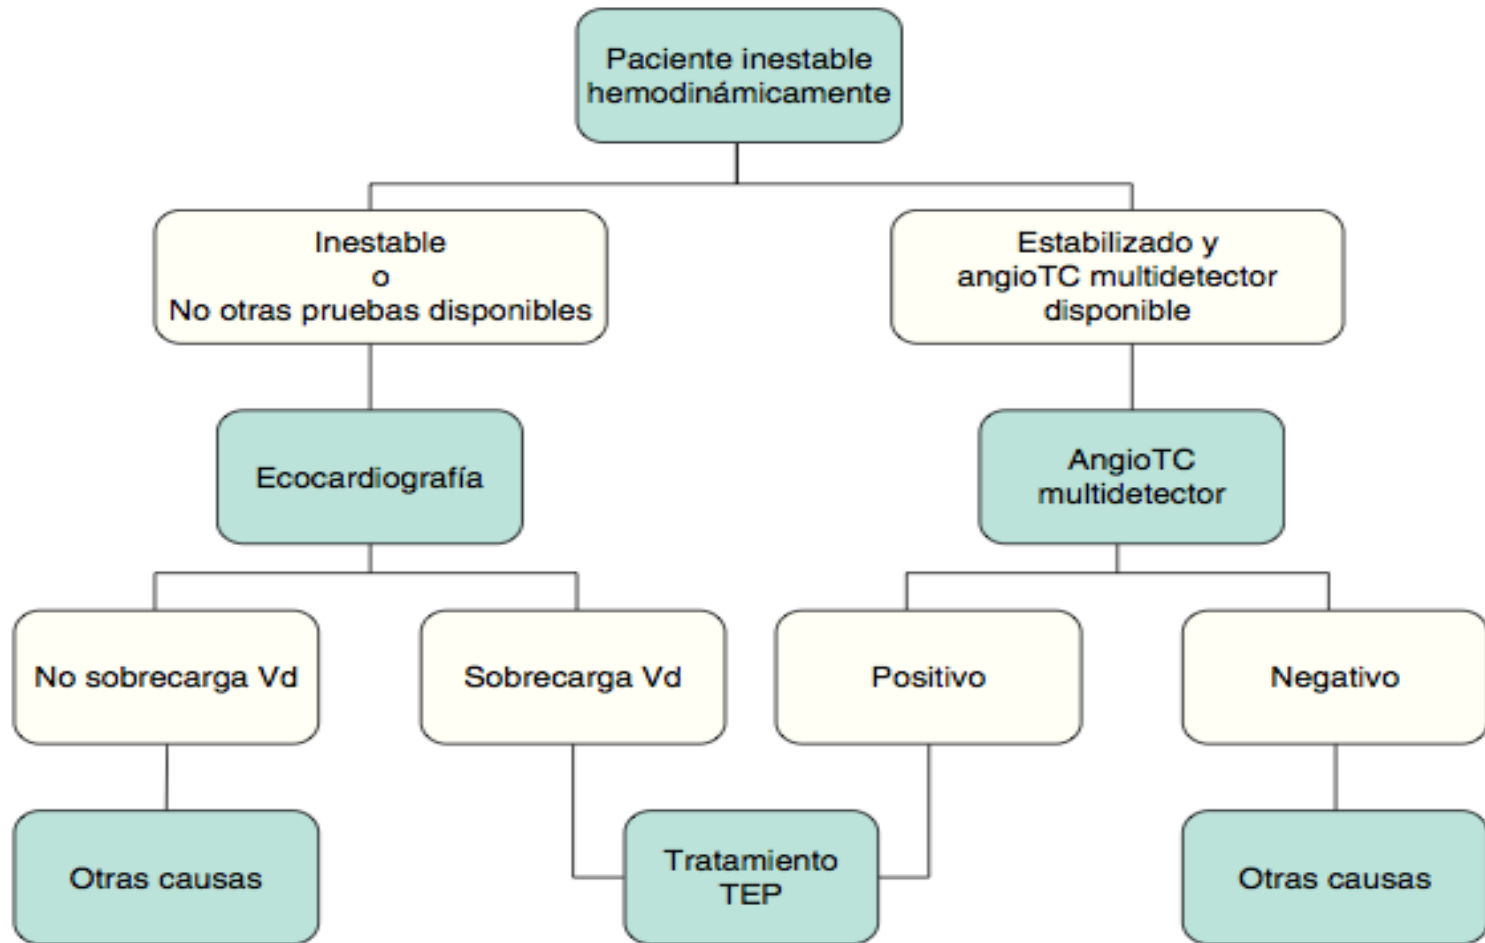 Paciente inestable
hemodinámicamente
Inestable
o
No otras pruebas disponibles
Estabilizado y
angioTC multidetector
disponible
Ecocardiografía
AngioTC
multidetector
No sobrecarga Vd
Sobrecarga Vd
Positivo
Negativo
Otras causas
Tratamiento
TEP
Otras causas